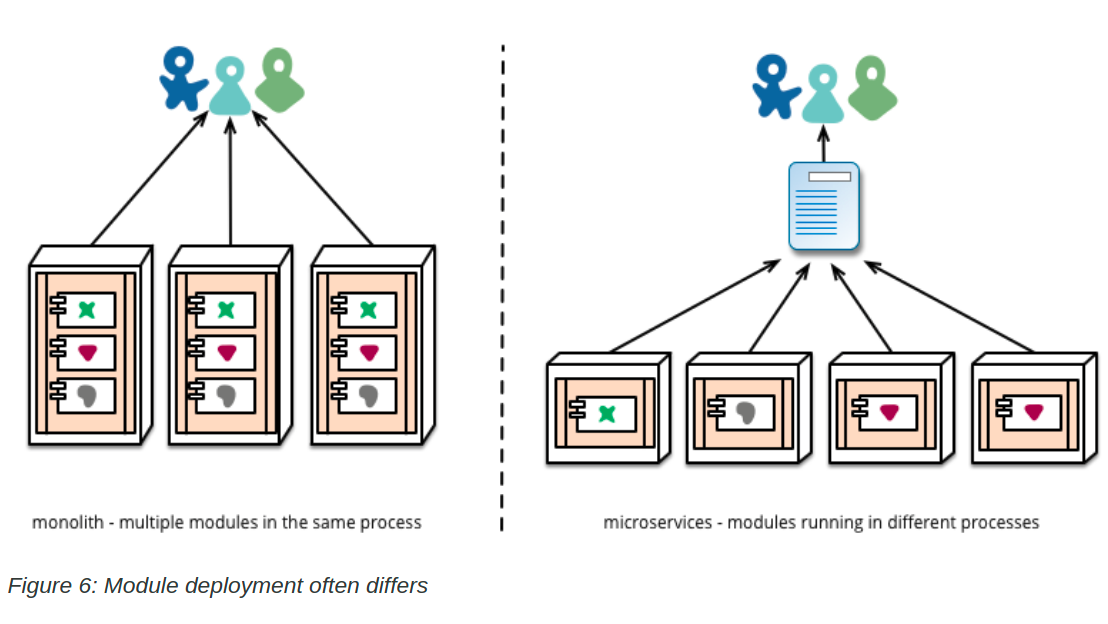 monolith - multiple modules in the same process
microservices - modules running in different processes
Figure 6: Module deployment often differs